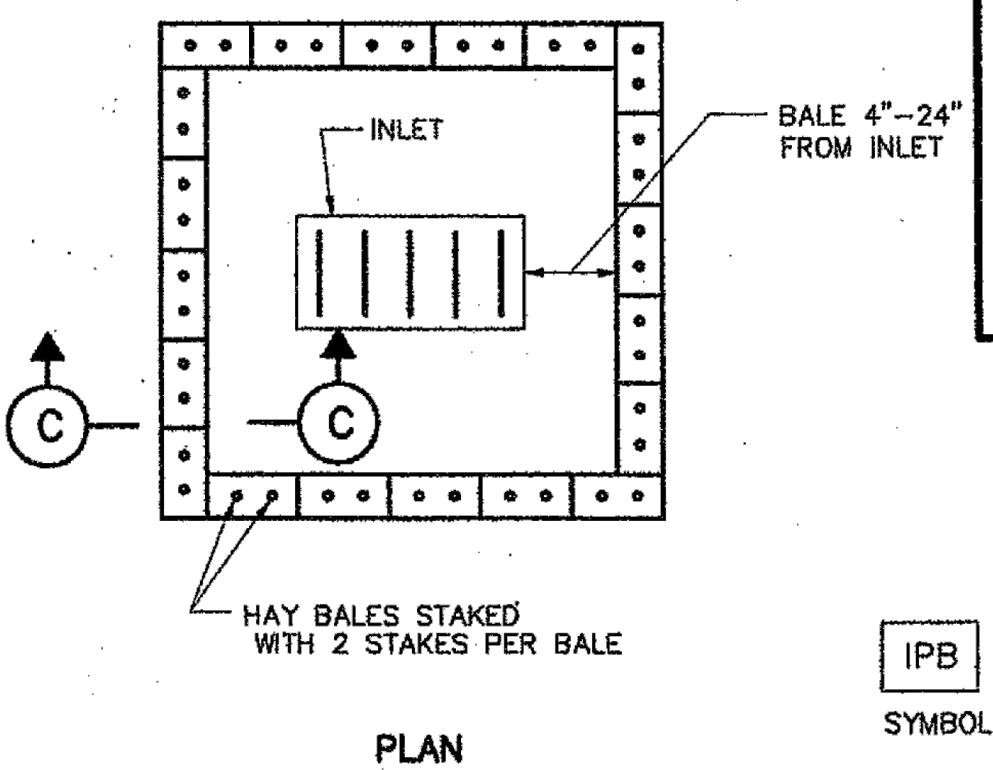 INLET
BALE 4"-24"
FROM INLET
C
C
HAY BALES STAKED
WITH 2 STAKES PER BALE
IPB
SYMBOL
PLAN